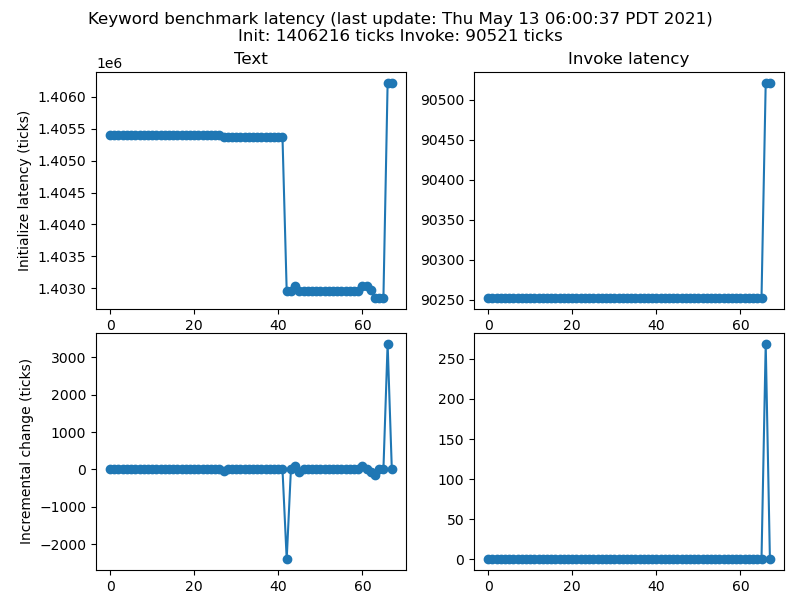 Keyword benchmark latency (last update: Thu May 13 06:00:37 PDT 2021)
Init: 1406216 ticks Invoke: 90521 ticks
Text
1e6
Initialize latency (ticks)
1.4060
1.4055
1.4050
1.4045
1.4040
1.4035
1.4030
0 20 40 60
Invoke latency
90500
90450
90400
90350
90300
90250
0 20 40 60
Incremental change (ticks)
3000
2000
1000
0
−1000
−2000
0 20 40 60
250
200
150
100
50
0
0 20 40 60